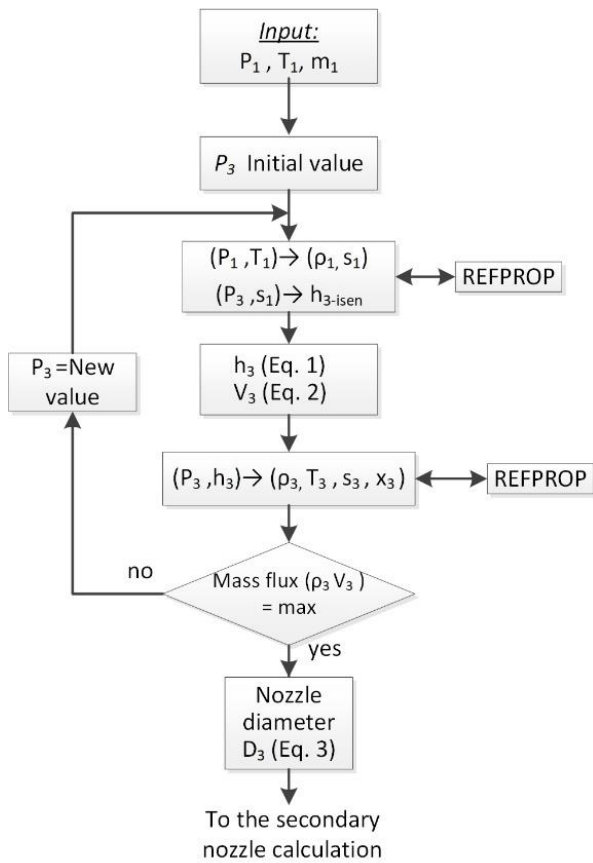 Input:
P₁ , T₁, m₁
P₃ Initial value
(P₁ ,T₁)→ (ρ₁, s₁)
(P₃ ,s₁)→ h₃₋ᵢₛₑₙ
REFPROP
P₃ =New
value
h₃ (Eq. 1)
V₃ (Eq. 2)
(P₃ ,h₃)→ (ρ₃, T₃ , s₃ , x₃ )
REFPROP
no
Mass flux (ρ₃ V₃ )
= max
yes
Nozzle
diameter
D₃ (Eq. 3)
To the secondary
nozzle calculation